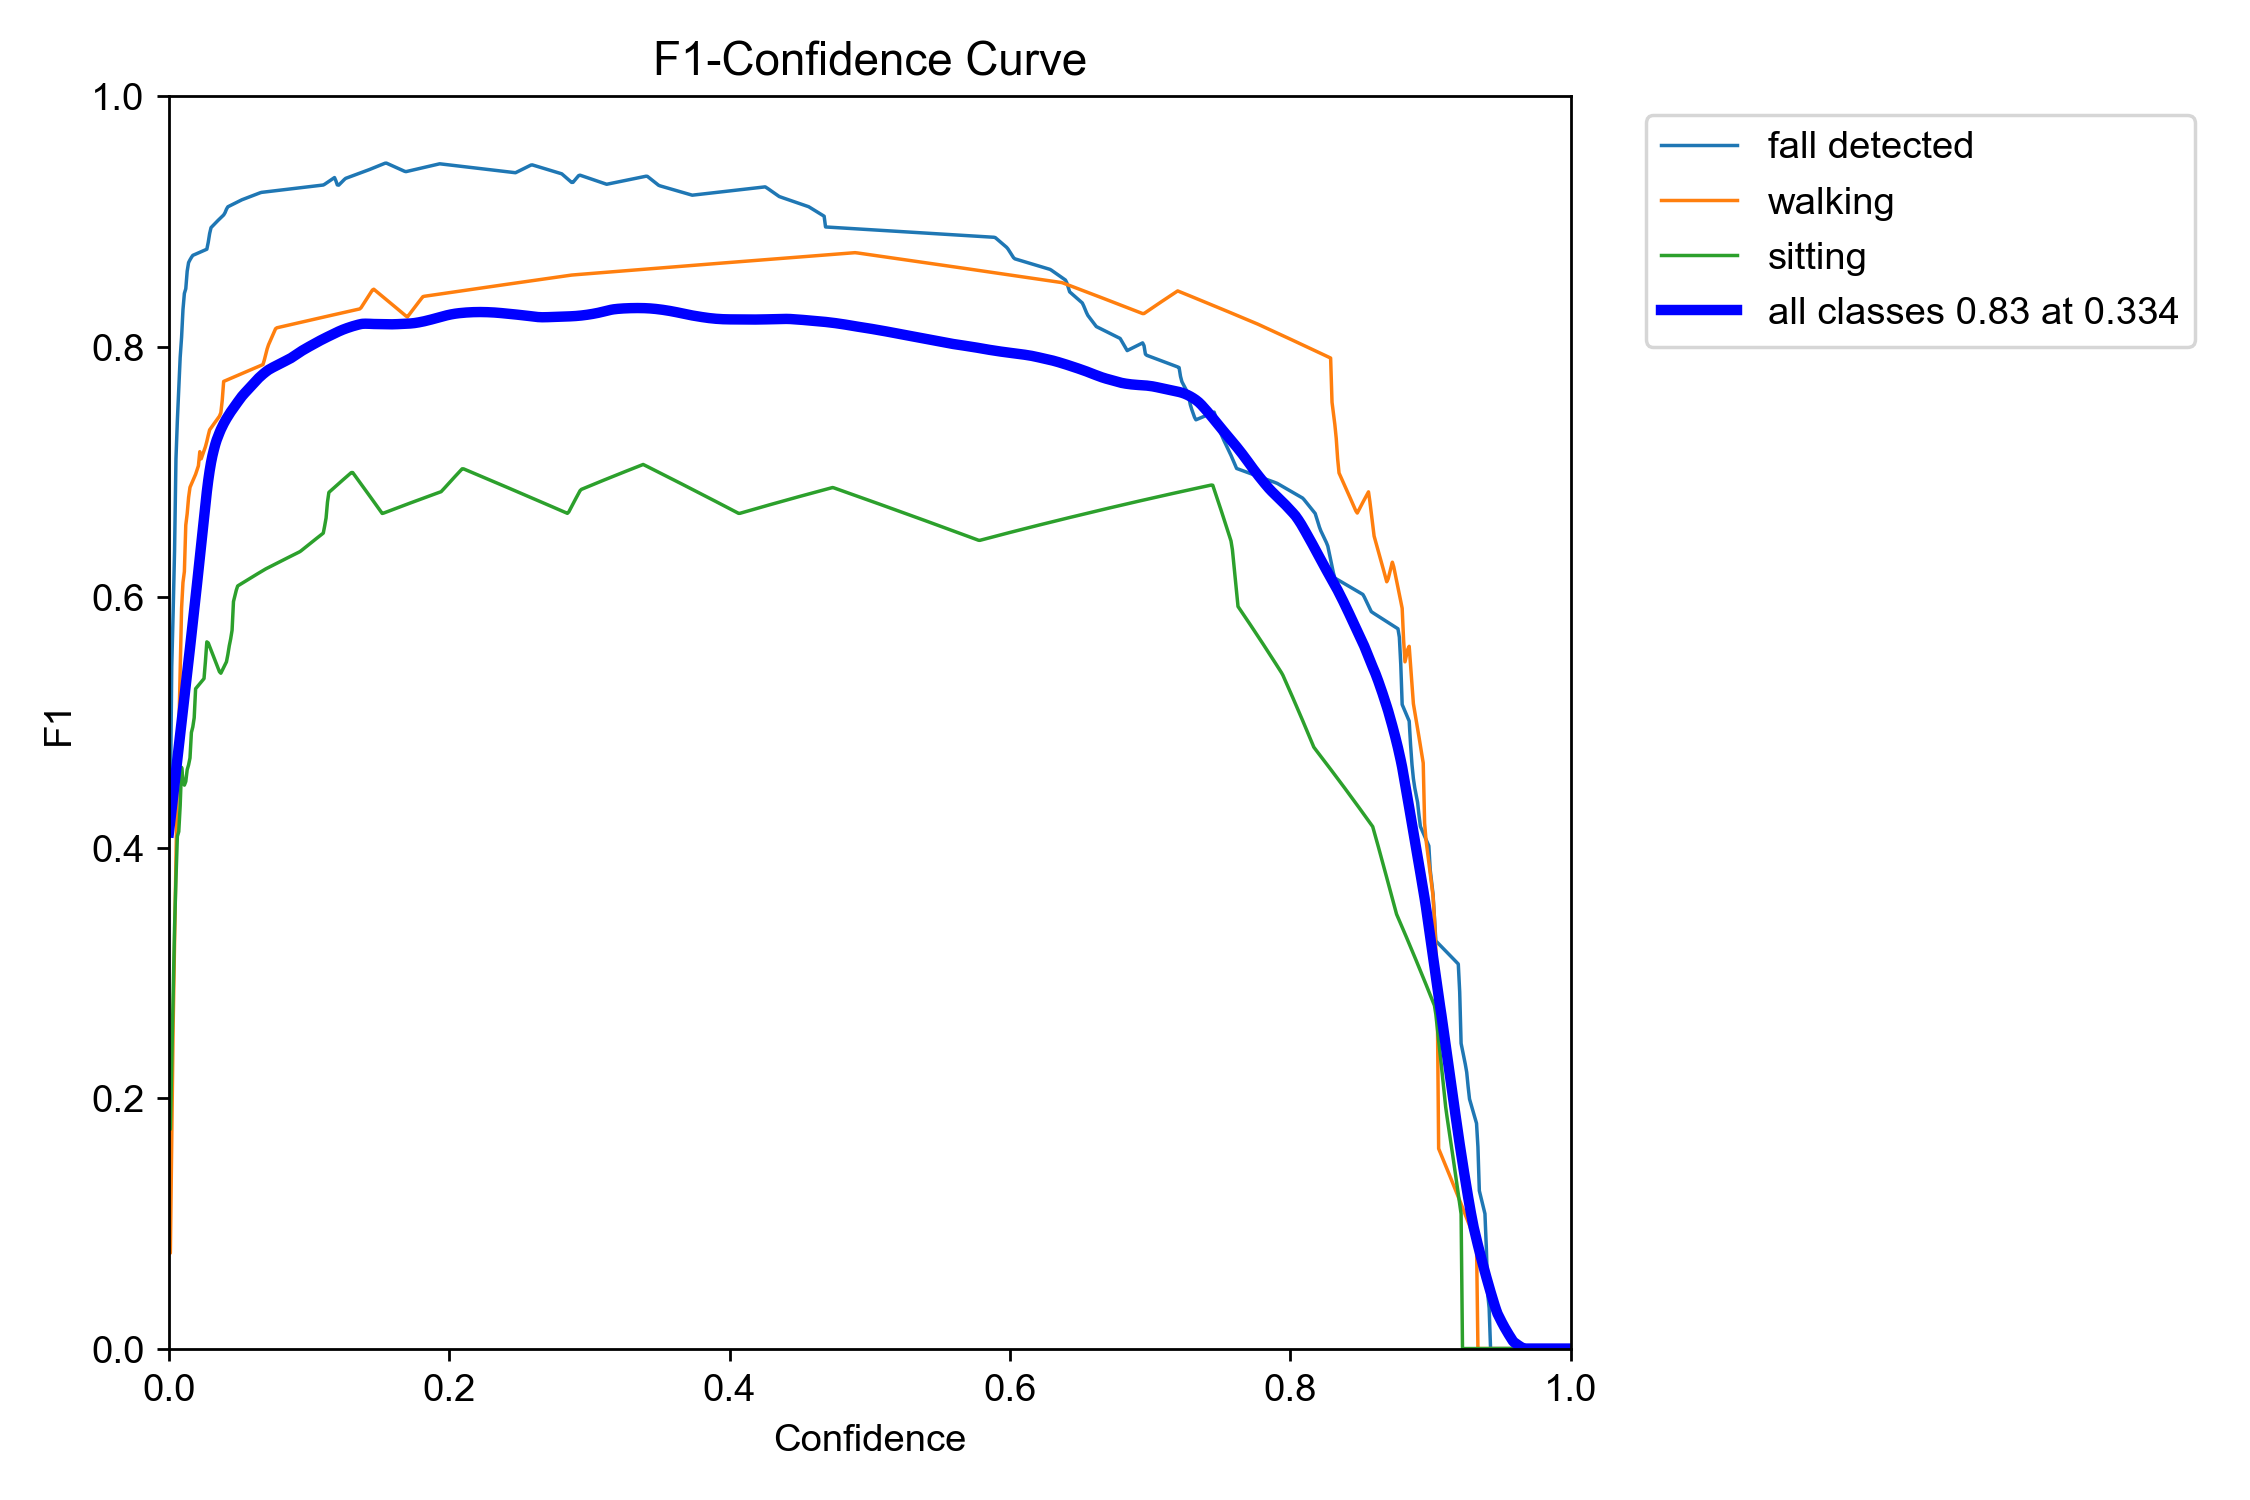 F1-Confidence Curve
1.0
0.8
0.6
0.4
0.2
0.0
F1
0.0 0.2 0.4 0.6 0.8 1.0
Confidence
fall detected
walking
sitting
all classes 0.83 at 0.334